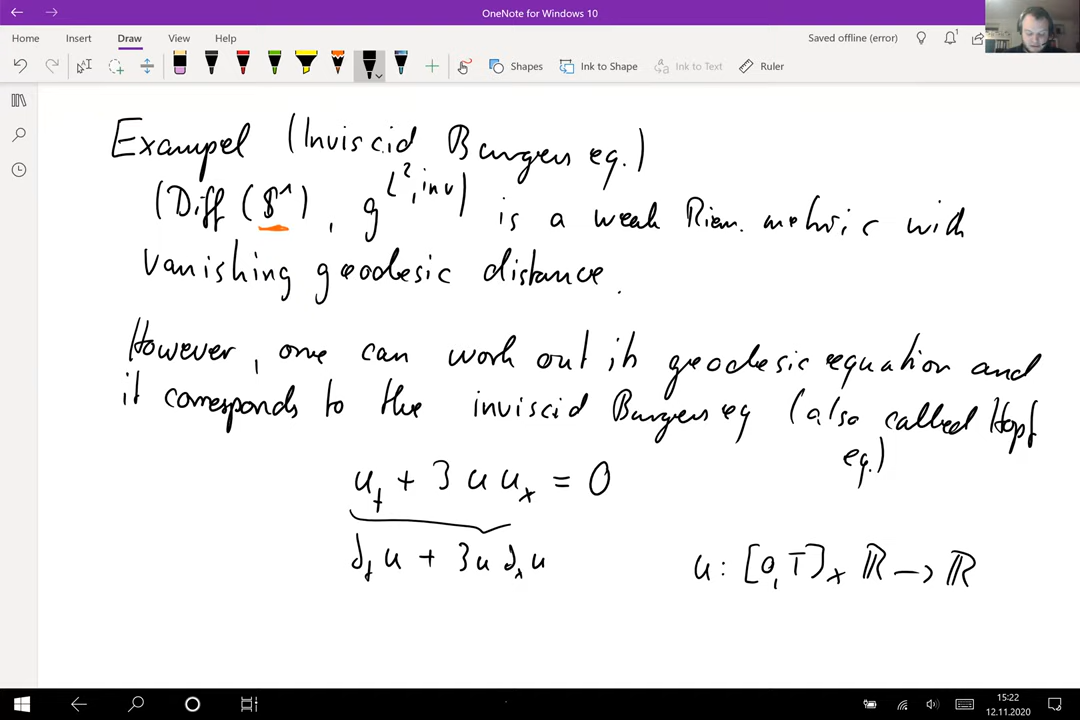 OneNote for Windows 10
Home Insert Draw View Help
Saved offline (error)
Shapes Ink to Shape Ink to Text Ruler
Exampel (Inviscid Burgers eq.)
(Diff (𝕊^1), g^{L^2, inv}) is a weak Riem. metric with
vanishing geodesic distance.
However, one can work out its geodesic equation and
it corresponds to the inviscid Burgers eq (also called Hopf
eq.)
u_t + 3 u u_x = 0
∂_t u + 3u ∂_x u
u: [0,T] × ℝ → ℝ
15:22
12.11.2020